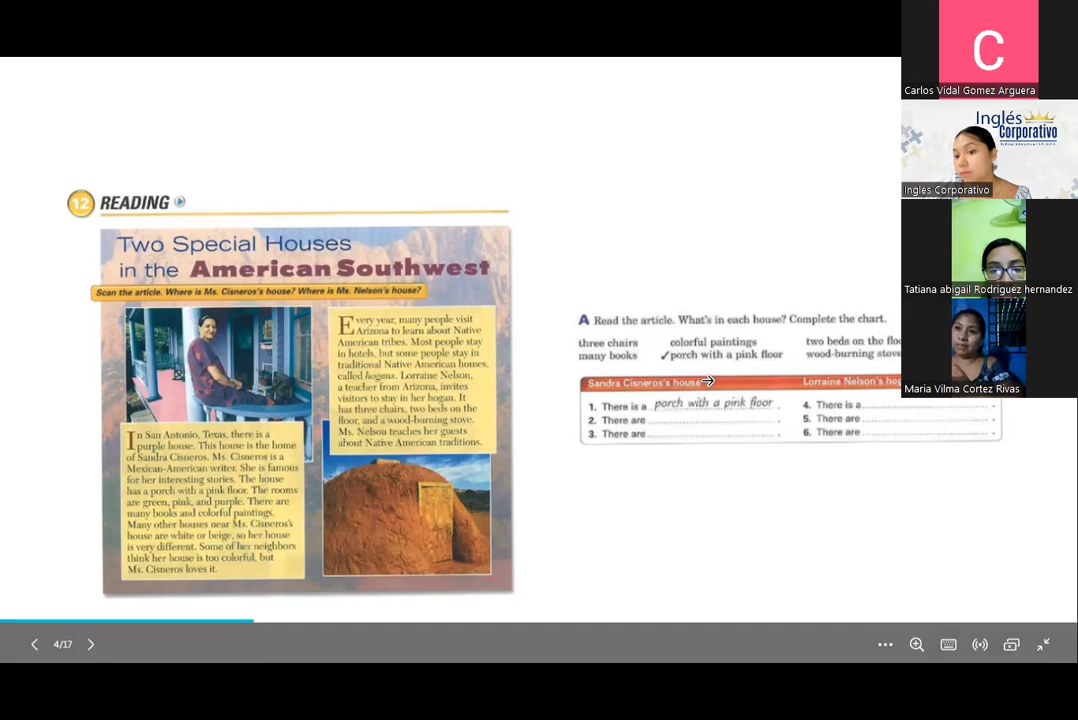 12 READING
Two Special Houses
in the American Southwest
Scan the article. Where is Ms. Cisneros's house? Where is Ms. Nelson's house?
In San Antonio, Texas, there is a
purple house. This house is the home
of Sandra Cisneros. Ms. Cisneros is a
Mexican-American writer. She is famous
for her interesting stories. The house
has a porch with a pink floor. The rooms
are green, pink, and purple. There are
many books and colorful paintings.
Many other houses near Ms. Cisneros's
house are white or beige, so her house
is very different. Some of her neighbors
think her house is too colorful, but
Ms. Cisneros loves it.
Every year, many people visit
Arizona to learn about Native
American tribes. Most people stay
in hotels, but some people stay in
traditional Native American homes,
called hogans. Lorraine Nelson,
a teacher from Arizona, invites
visitors to stay in her hogan. It
has three chairs, two beds on the
floor, and a wood-burning stove.
Ms. Nelson teaches her guests
about Native American traditions.
A Read the article. What's in each house? Complete the chart.
three chairs colorful paintings two beds on the flo
many books ✓porch with a pink floor wood-burning stove
Sandra Cisneros's house Lorraine Nelson's ho
1. There is a porch with a pink floor. 4. There is a
2. There are 5. There are
3. There are 6. There are
4/17
C
Carlos Vidal Gomez Arguera
Inglés
Corporativo
Ingles Corporativo
Tatiana abigail Rodriguez hernandez
Maria Vilma Cortez Rivas